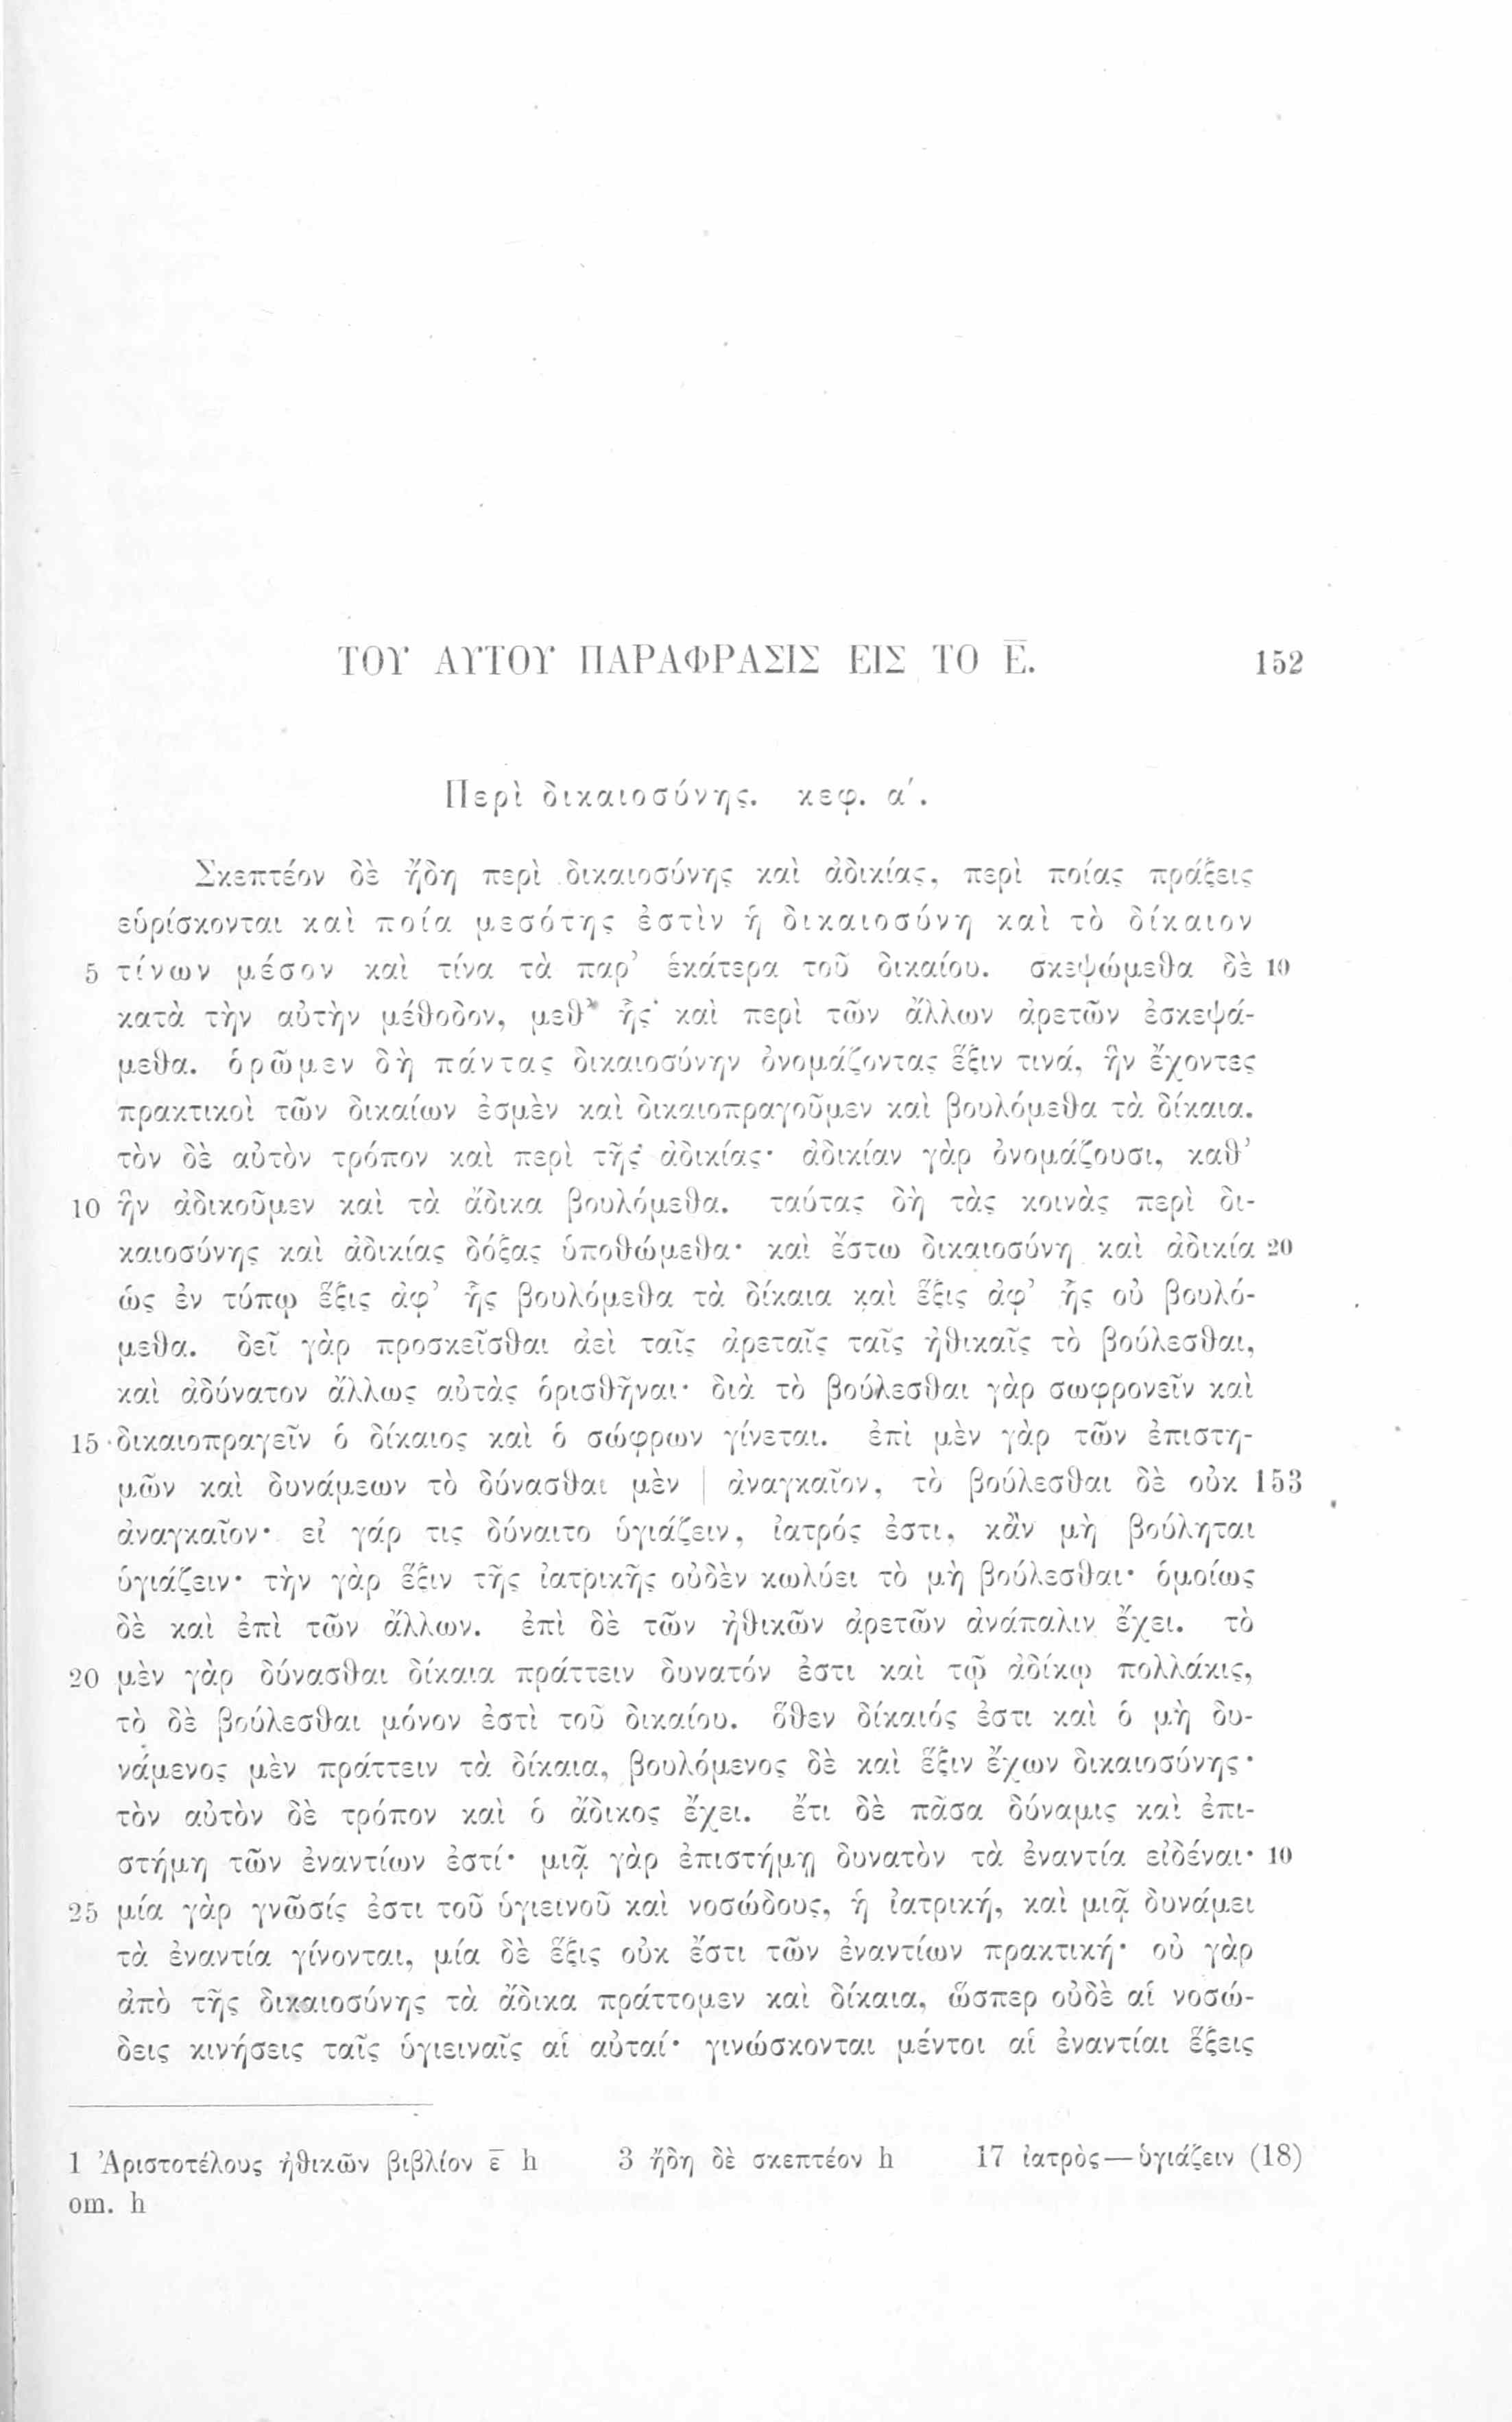 ΤΟΥ ΑΥΤΟΥ ΠΑΡΑΦΡΑΣΙΣ ΕΙΣ ΤΟ Ε̅. 152
Περὶ δικαιοσύνης. κεφ. α΄.
Σκεπτέον δὲ ἤδη περὶ δικαιοσύνης καὶ ἀδικίας, περὶ ποίας πράξεις
εὑρίσκονται καὶ ποία μεσότης ἐστὶν ἡ δικαιοσύνη καὶ τὸ δίκαιον
5 τίνων μέσον καὶ τίνα τὰ παρ’ ἑκάτερα τοῦ δικαίου. σκεψώμεθα δὲ 10
κατὰ τὴν αὐτὴν μέθοδον, μεθ’ ἧς καὶ περὶ τῶν ἄλλων ἀρετῶν ἐσκεψά-
μεθα. ὁρῶμεν δὴ πάντας δικαιοσύνην ὀνομάζοντας ἕξιν τινά, ἣν ἔχοντες
πρακτικοὶ τῶν δικαίων ἐσμὲν καὶ δικαιοπραγοῦμεν καὶ βουλόμεθα τὰ δίκαια.
τὸν δὲ αὐτὸν τρόπον καὶ περὶ τῆς ἀδικίας· ἀδικίαν γὰρ ὀνομάζουσι, καθ’
10 ἣν ἀδικοῦμεν καὶ τὰ ἄδικα βουλόμεθα. ταύτας δὴ τὰς κοινὰς περὶ δι-
καιοσύνης καὶ ἀδικίας δόξας ὑποθώμεθα· καὶ ἔστω δικαιοσύνη καὶ ἀδικία 20
ὡς ἐν τύπῳ ἕξις ἀφ’ ἧς βουλόμεθα τὰ δίκαια καὶ ἕξις ἀφ’ ἧς οὐ βουλό-
μεθα. δεῖ γὰρ προσκεῖσθαι ἀεὶ ταῖς ἀρεταῖς ταῖς ἠθικαῖς τὸ βούλεσθαι,
καὶ ἀδύνατον ἄλλως αὐτὰς ὁρισθῆναι· διὰ τὸ βούλεσθαι γὰρ σωφρονεῖν καὶ
15 δικαιοπραγεῖν ὁ δίκαιος καὶ ὁ σώφρων γίνεται. ἐπὶ μὲν γὰρ τῶν ἐπιστη-
μῶν καὶ δυνάμεων τὸ δύνασθαι μὲν | ἀναγκαῖον, τὸ βούλεσθαι δὲ οὐκ 153
ἀναγκαῖον· εἰ γάρ τις δύναιτο ὑγιάζειν, ἰατρός ἐστι, κἂν μὴ βούληται
ὑγιάζειν· τὴν γὰρ ἕξιν τῆς ἰατρικῆς οὐδὲν κωλύει τὸ μὴ βούλεσθαι· ὁμοίως
δὲ καὶ ἐπὶ τῶν ἄλλων. ἐπὶ δὲ τῶν ἠθικῶν ἀρετῶν ἀνάπαλιν ἔχει. τὸ
20 μὲν γὰρ δύνασθαι δίκαια πράττειν δυνατόν ἐστι καὶ τῷ ἀδίκῳ πολλάκις,
τὸ δὲ βούλεσθαι μόνον ἐστὶ τοῦ δικαίου. ὅθεν δίκαιός ἐστι καὶ ὁ μὴ δυ-
νάμενος μὲν πράττειν τὰ δίκαια, βουλόμενος δὲ καὶ ἕξιν ἔχων δικαιοσύνης·
τὸν αὐτὸν δὲ τρόπον καὶ ὁ ἄδικος ἔχει. ἔτι δὲ πᾶσα δύναμις καὶ ἐπι-
στήμη τῶν ἐναντίων ἐστί· μιᾷ γὰρ ἐπιστήμῃ δυνατὸν τὰ ἐναντία εἰδέναι· 10
25 μία γὰρ γνῶσίς ἐστι τοῦ ὑγιεινοῦ καὶ νοσώδους, ἡ ἰατρική, καὶ μιᾷ δυνάμει
τὰ ἐναντία γίνονται, μία δὲ ἕξις οὐκ ἔστι τῶν ἐναντίων πρακτική· οὐ γὰρ
ἀπὸ τῆς δικαιοσύνης τὰ ἄδικα πράττομεν καὶ δίκαια, ὥσπερ οὐδὲ αἱ νοσώ-
δεις κινήσεις ταῖς ὑγιειναῖς αἱ αὐταί· γινώσκονται μέντοι αἱ ἐναντίαι ἕξεις
1 Ἀριστοτέλους ἠθικῶν βιβλίον ε̅ h 3 ἤδη δὲ σκεπτέον h 17 ἰατρὸς—ὑγιάζειν (18)
om. h